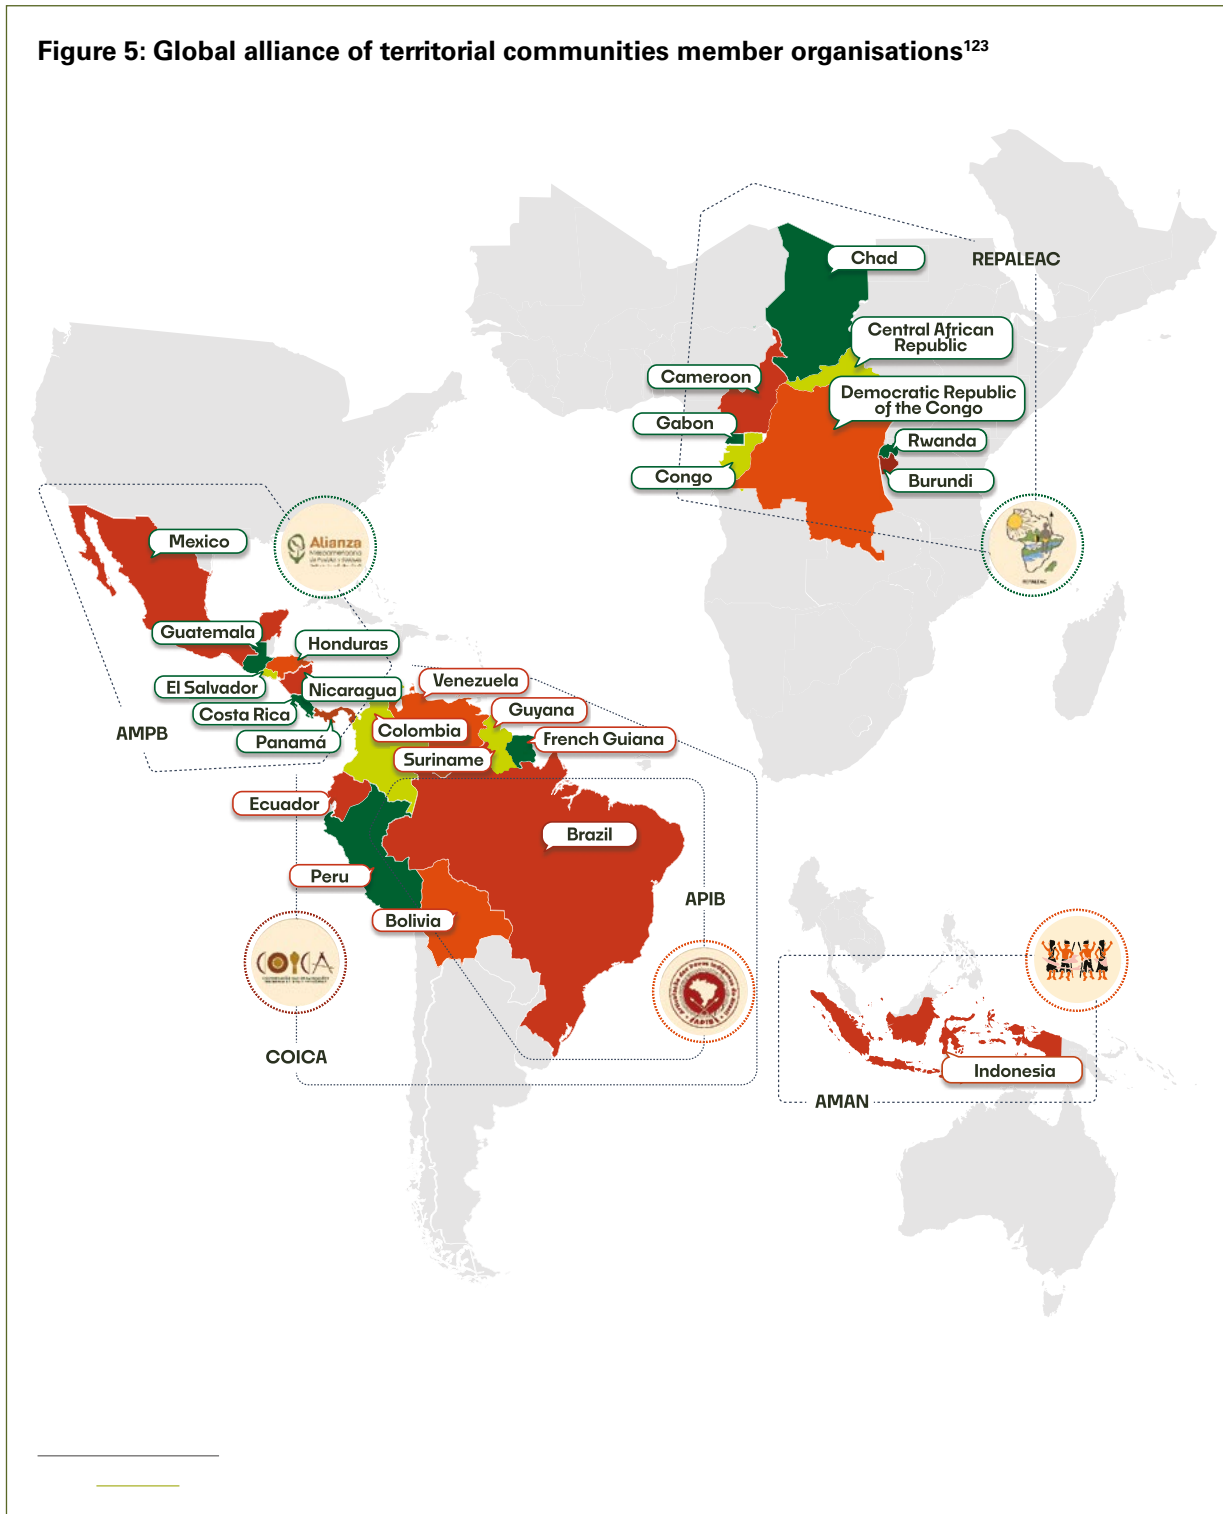 Figure 5: Global alliance of territorial communities member organisations123
Chad
REPALEAC
Central African
Republic
Cameroon
Democratic Republic
of the Congo
Gabon
Rwanda
Congo
Burundi
Mexico
Alianza
REPALEAC
Guatemala
Honduras
El Salvador
Nicaragua
Venezuela
Costa Rica
Guyana
AMPB
Panamá
Colombia
French Guiana
Suriname
Ecuador
Brazil
Peru
APIB
Bolivia
COICA
COICA
Indonesia
AMAN